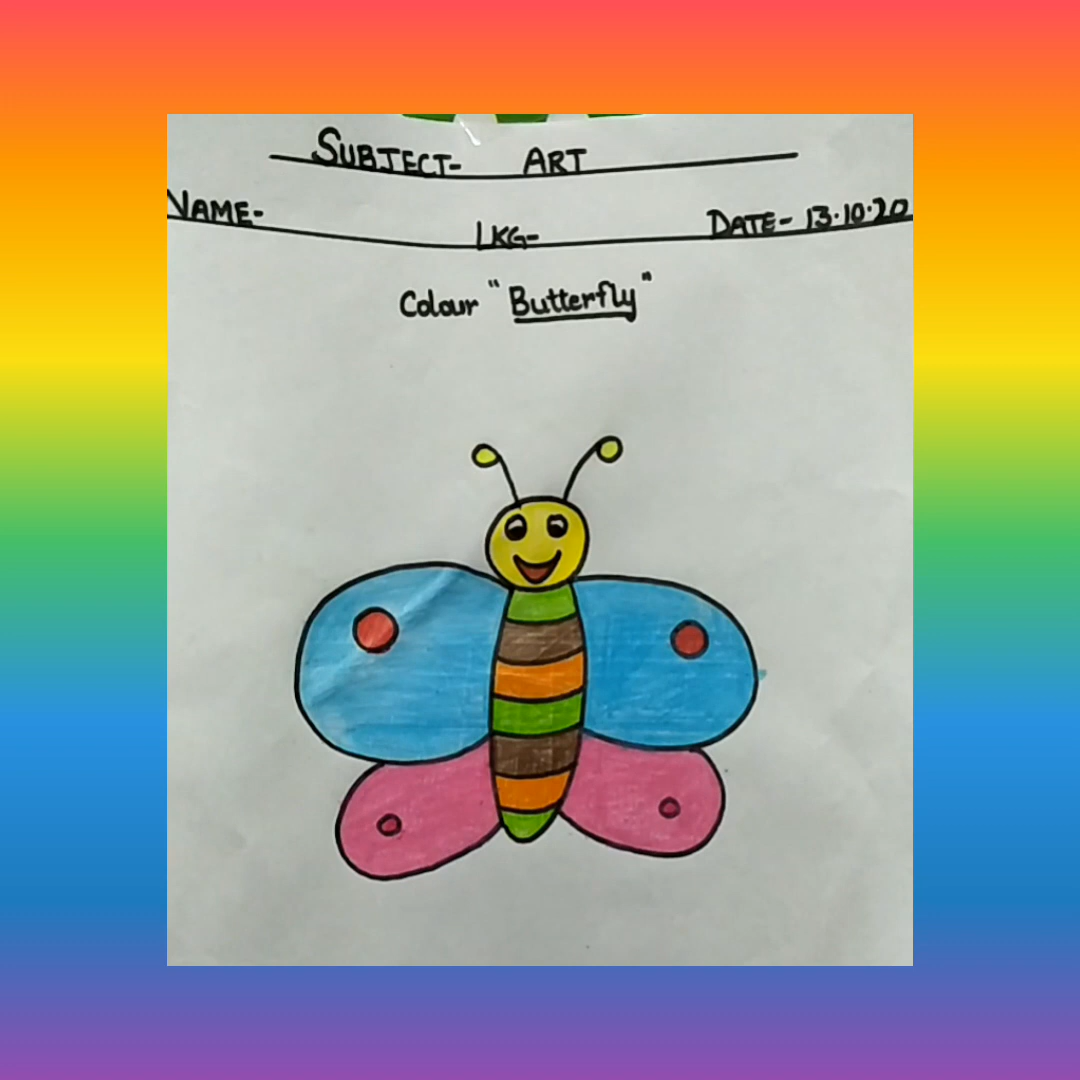 SUBJECT- ART
NAME- LKG- DATE- 13.10.20
Colour "Butterfly"